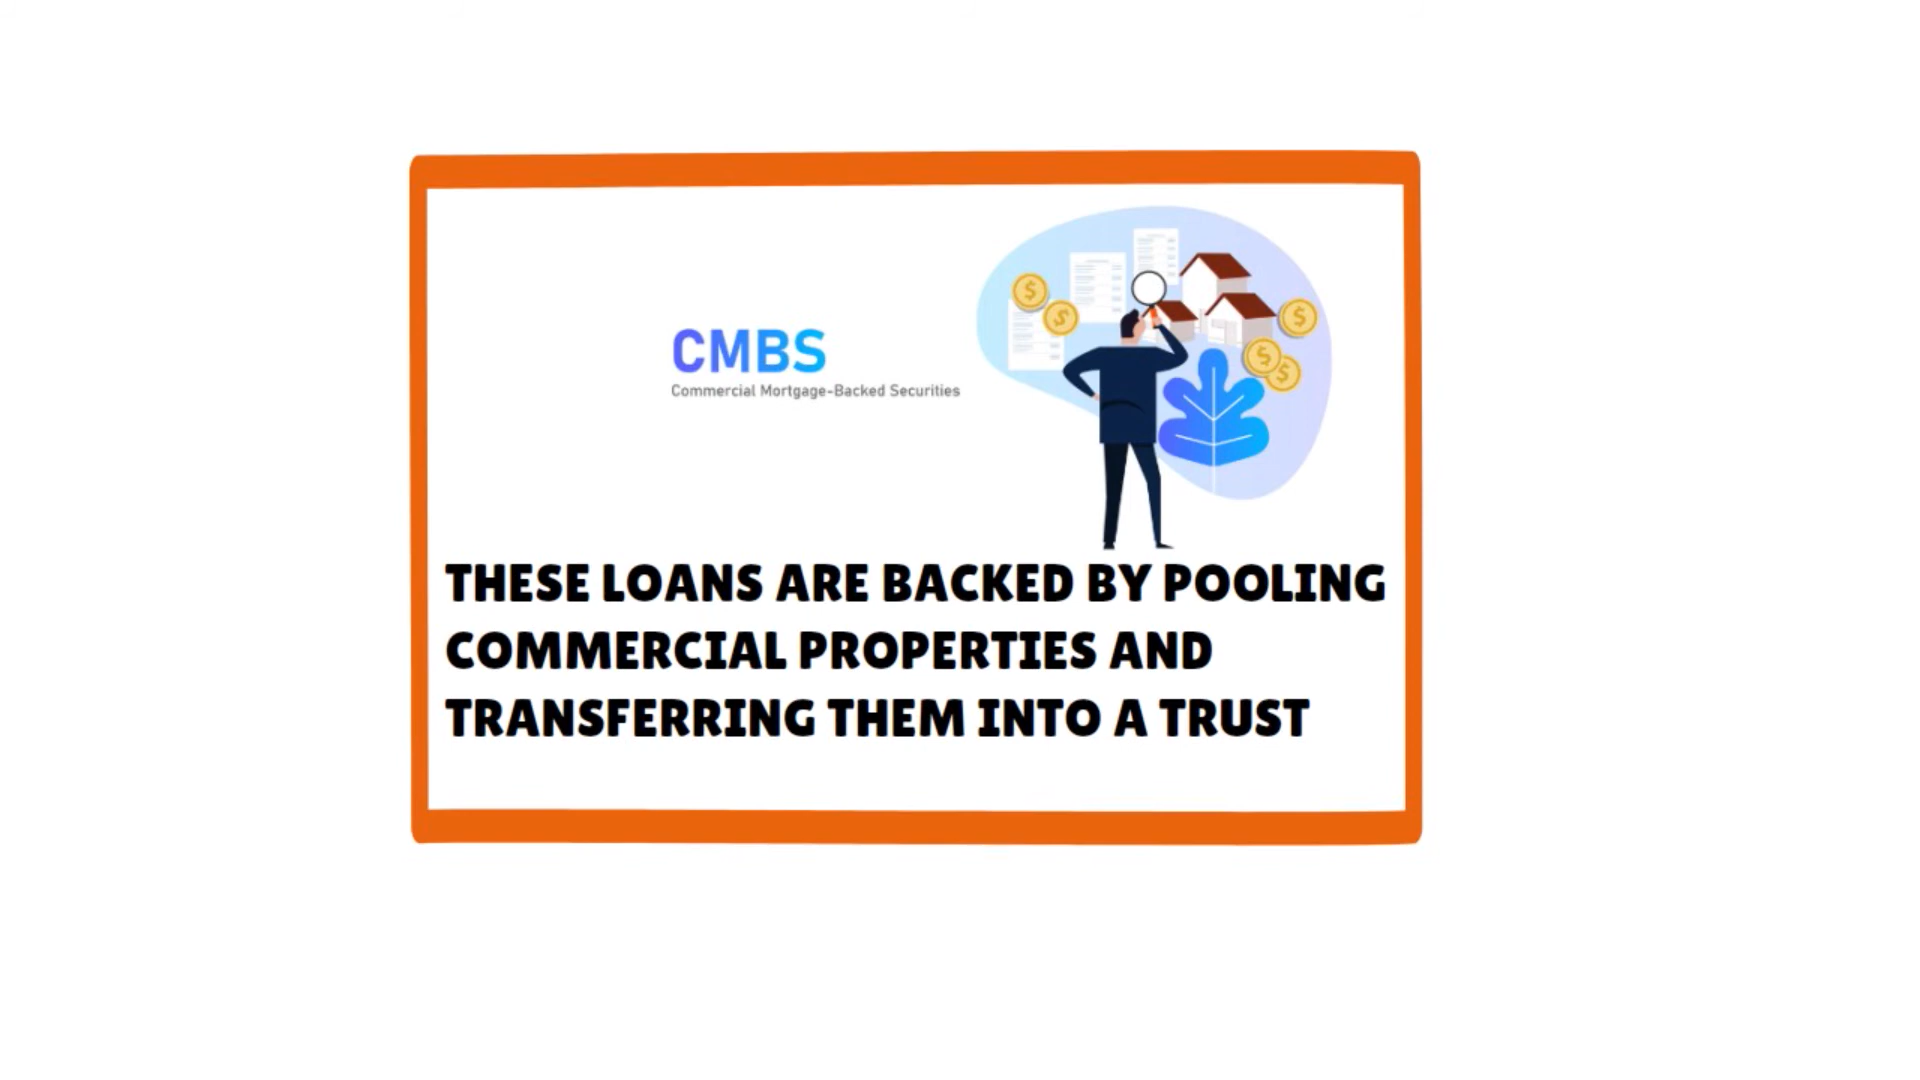 CMBS
Commercial Mortgage-Backed Securities
$
$
$
$
$
THESE LOANS ARE BACKED BY POOLING
COMMERCIAL PROPERTIES AND
TRANSFERRING THEM INTO A TRUST